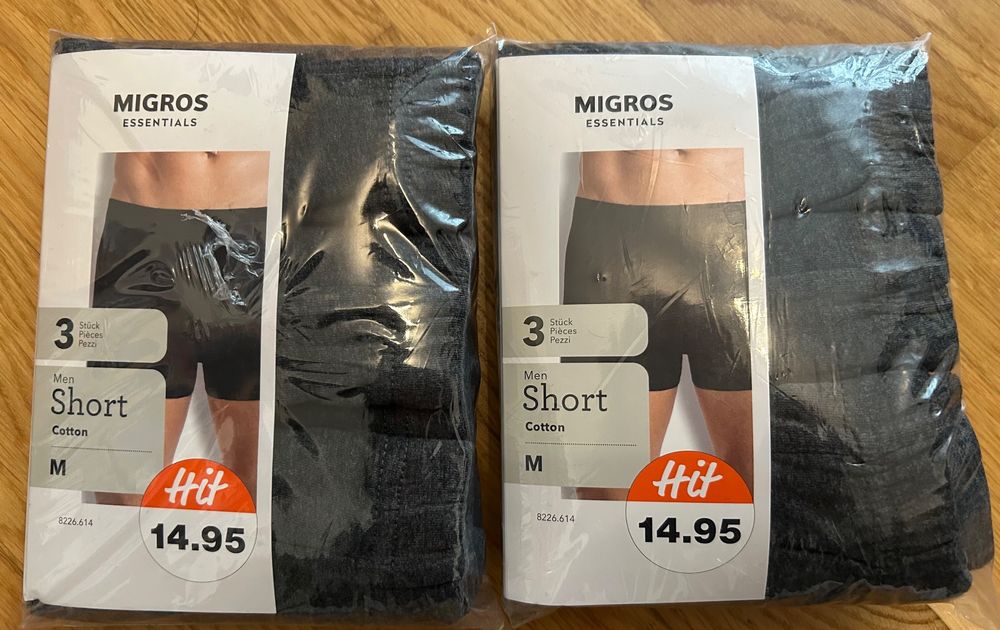 MIGROS
ESSENTIALS
3
Stück
Pièces
Pezzi
Men
Short
Cotton
M
8226.614
Hit
14.95
MIGROS
ESSENTIALS
3
Stück
Pièces
Pezzi
Men
Short
Cotton
M
8226.614
Hit
14.95